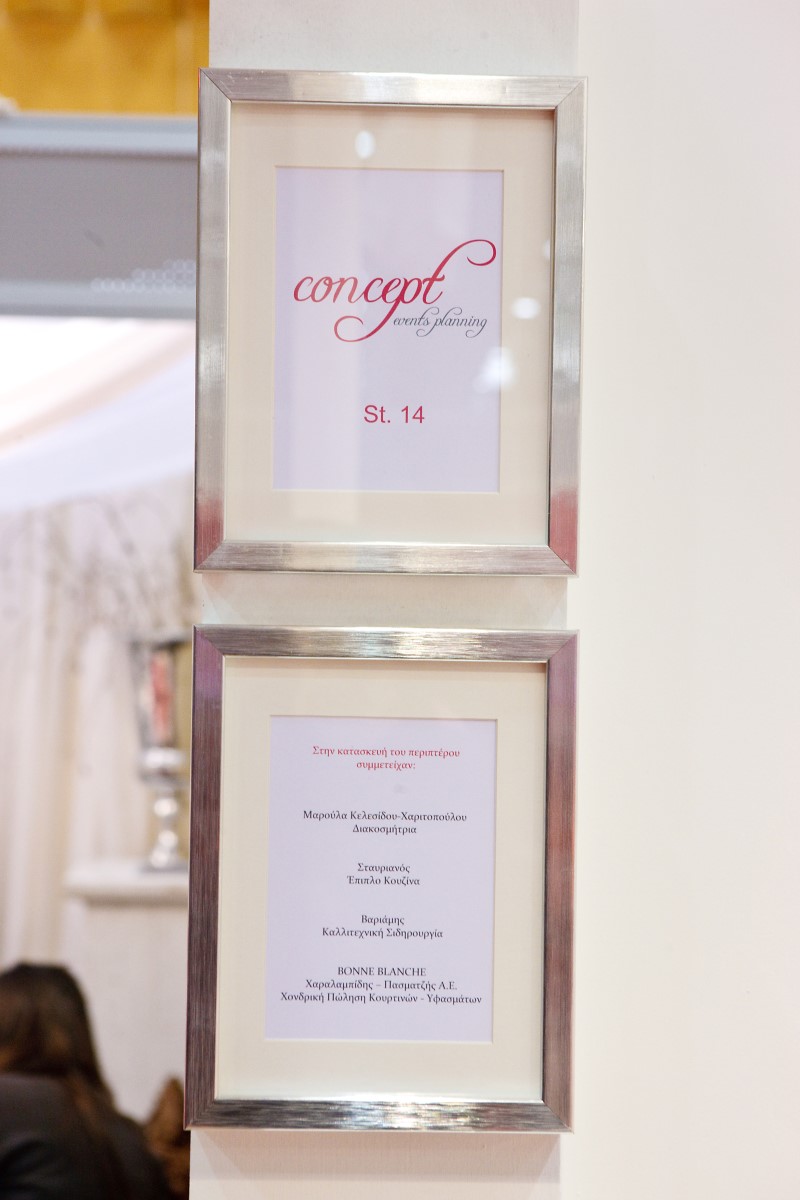 concept
events planning
St. 14
Στην κατασκευή του περιπτέρου
συμμετείχαν:
Μαρούλα Κελεσίδου-Χαριτοπούλου
Διακοσμήτρια
Σταυριανός
Έπιπλο Κουζίνα
Βαριάμης
Καλλιτεχνική Σιδηρουργία
BONNE BLANCHE
Χαραλαμπίδης – Πασματζής Α.Ε.
Χονδρική Πώληση Κουρτινών - Υφασμάτων